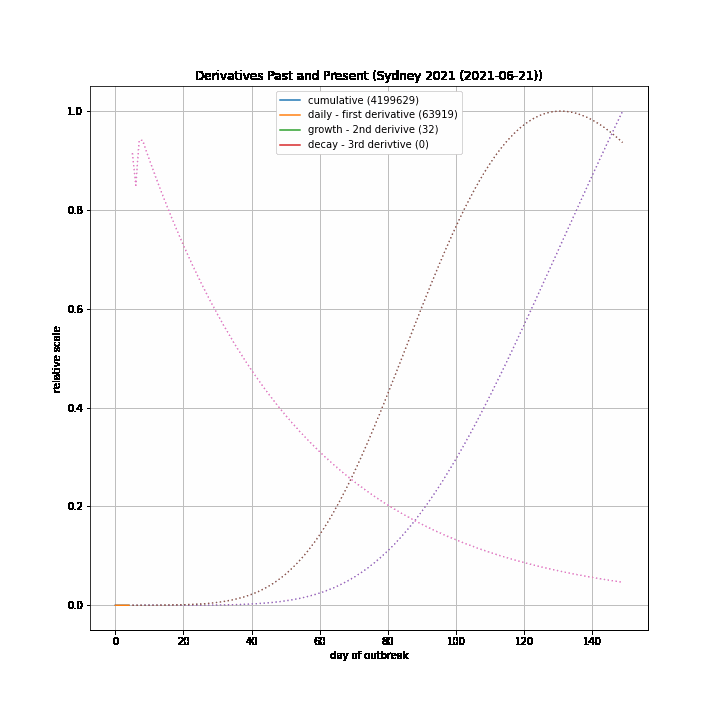 Derivatives Past and Present (Sydney 2021 (2021-06-21))
cumulative (4199629)
daily - first derivative (63919)
growth - 2nd derivive (32)
decay - 3rd derivtive (0)
1.0
0.8
0.6
0.4
0.2
0.0
relative scale
0 20 40 60 80 100 120 140
day of outbreak